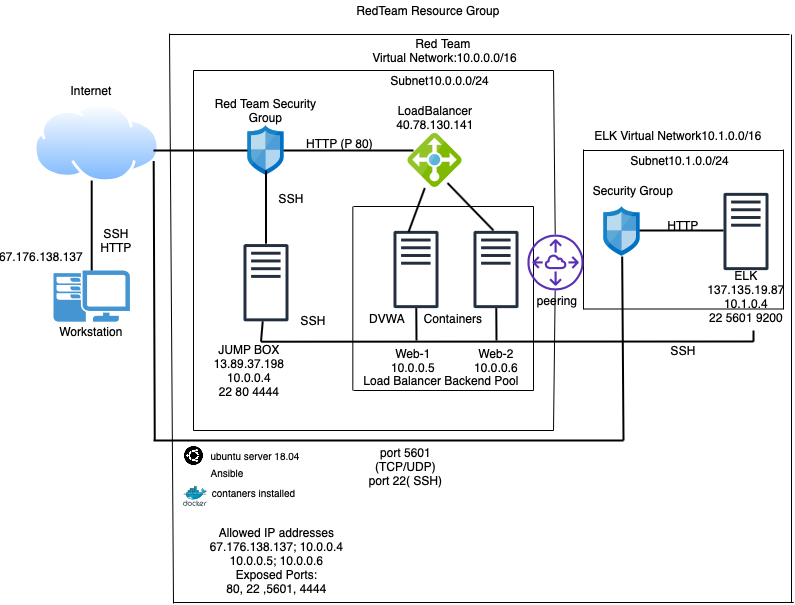 RedTeam Resource Group
Red Team
Virtual Network:10.0.0.0/16
Subnet10.0.0.0/24
Internet
Red Team Security
Group
LoadBalancer
40.78.130.141
HTTP (P 80)
ELK Virtual Network10.1.0.0/16
Subnet10.1.0.0/24
Security Group
HTTP
SSH
SSH
HTTP
67.176.138.137
Workstation
ELK
137.135.19.87
10.1.0.4
22 5601 9200
peering
SSH
DVWA
Containers
JUMP BOX
13.89.37.198
10.0.0.4
22 80 4444
Web-1
10.0.0.5
Web-2
10.0.0.6
Load Balancer Backend Pool
SSH
port 5601
(TCP/UDP)
port 22( SSH)
ubuntu server 18.04
Ansible
docker
contaners installed
Allowed IP addresses
67.176.138.137; 10.0.0.4
10.0.0.5; 10.0.0.6
Exposed Ports:
80, 22 ,5601, 4444